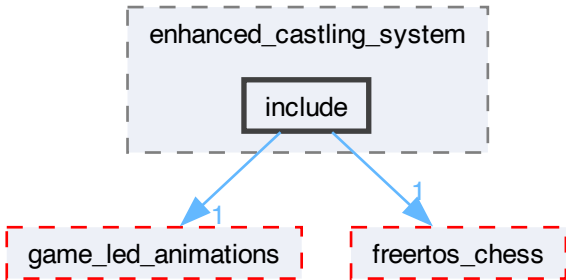 enhanced_castling_system
include
1
1
game_led_animations
freertos_chess